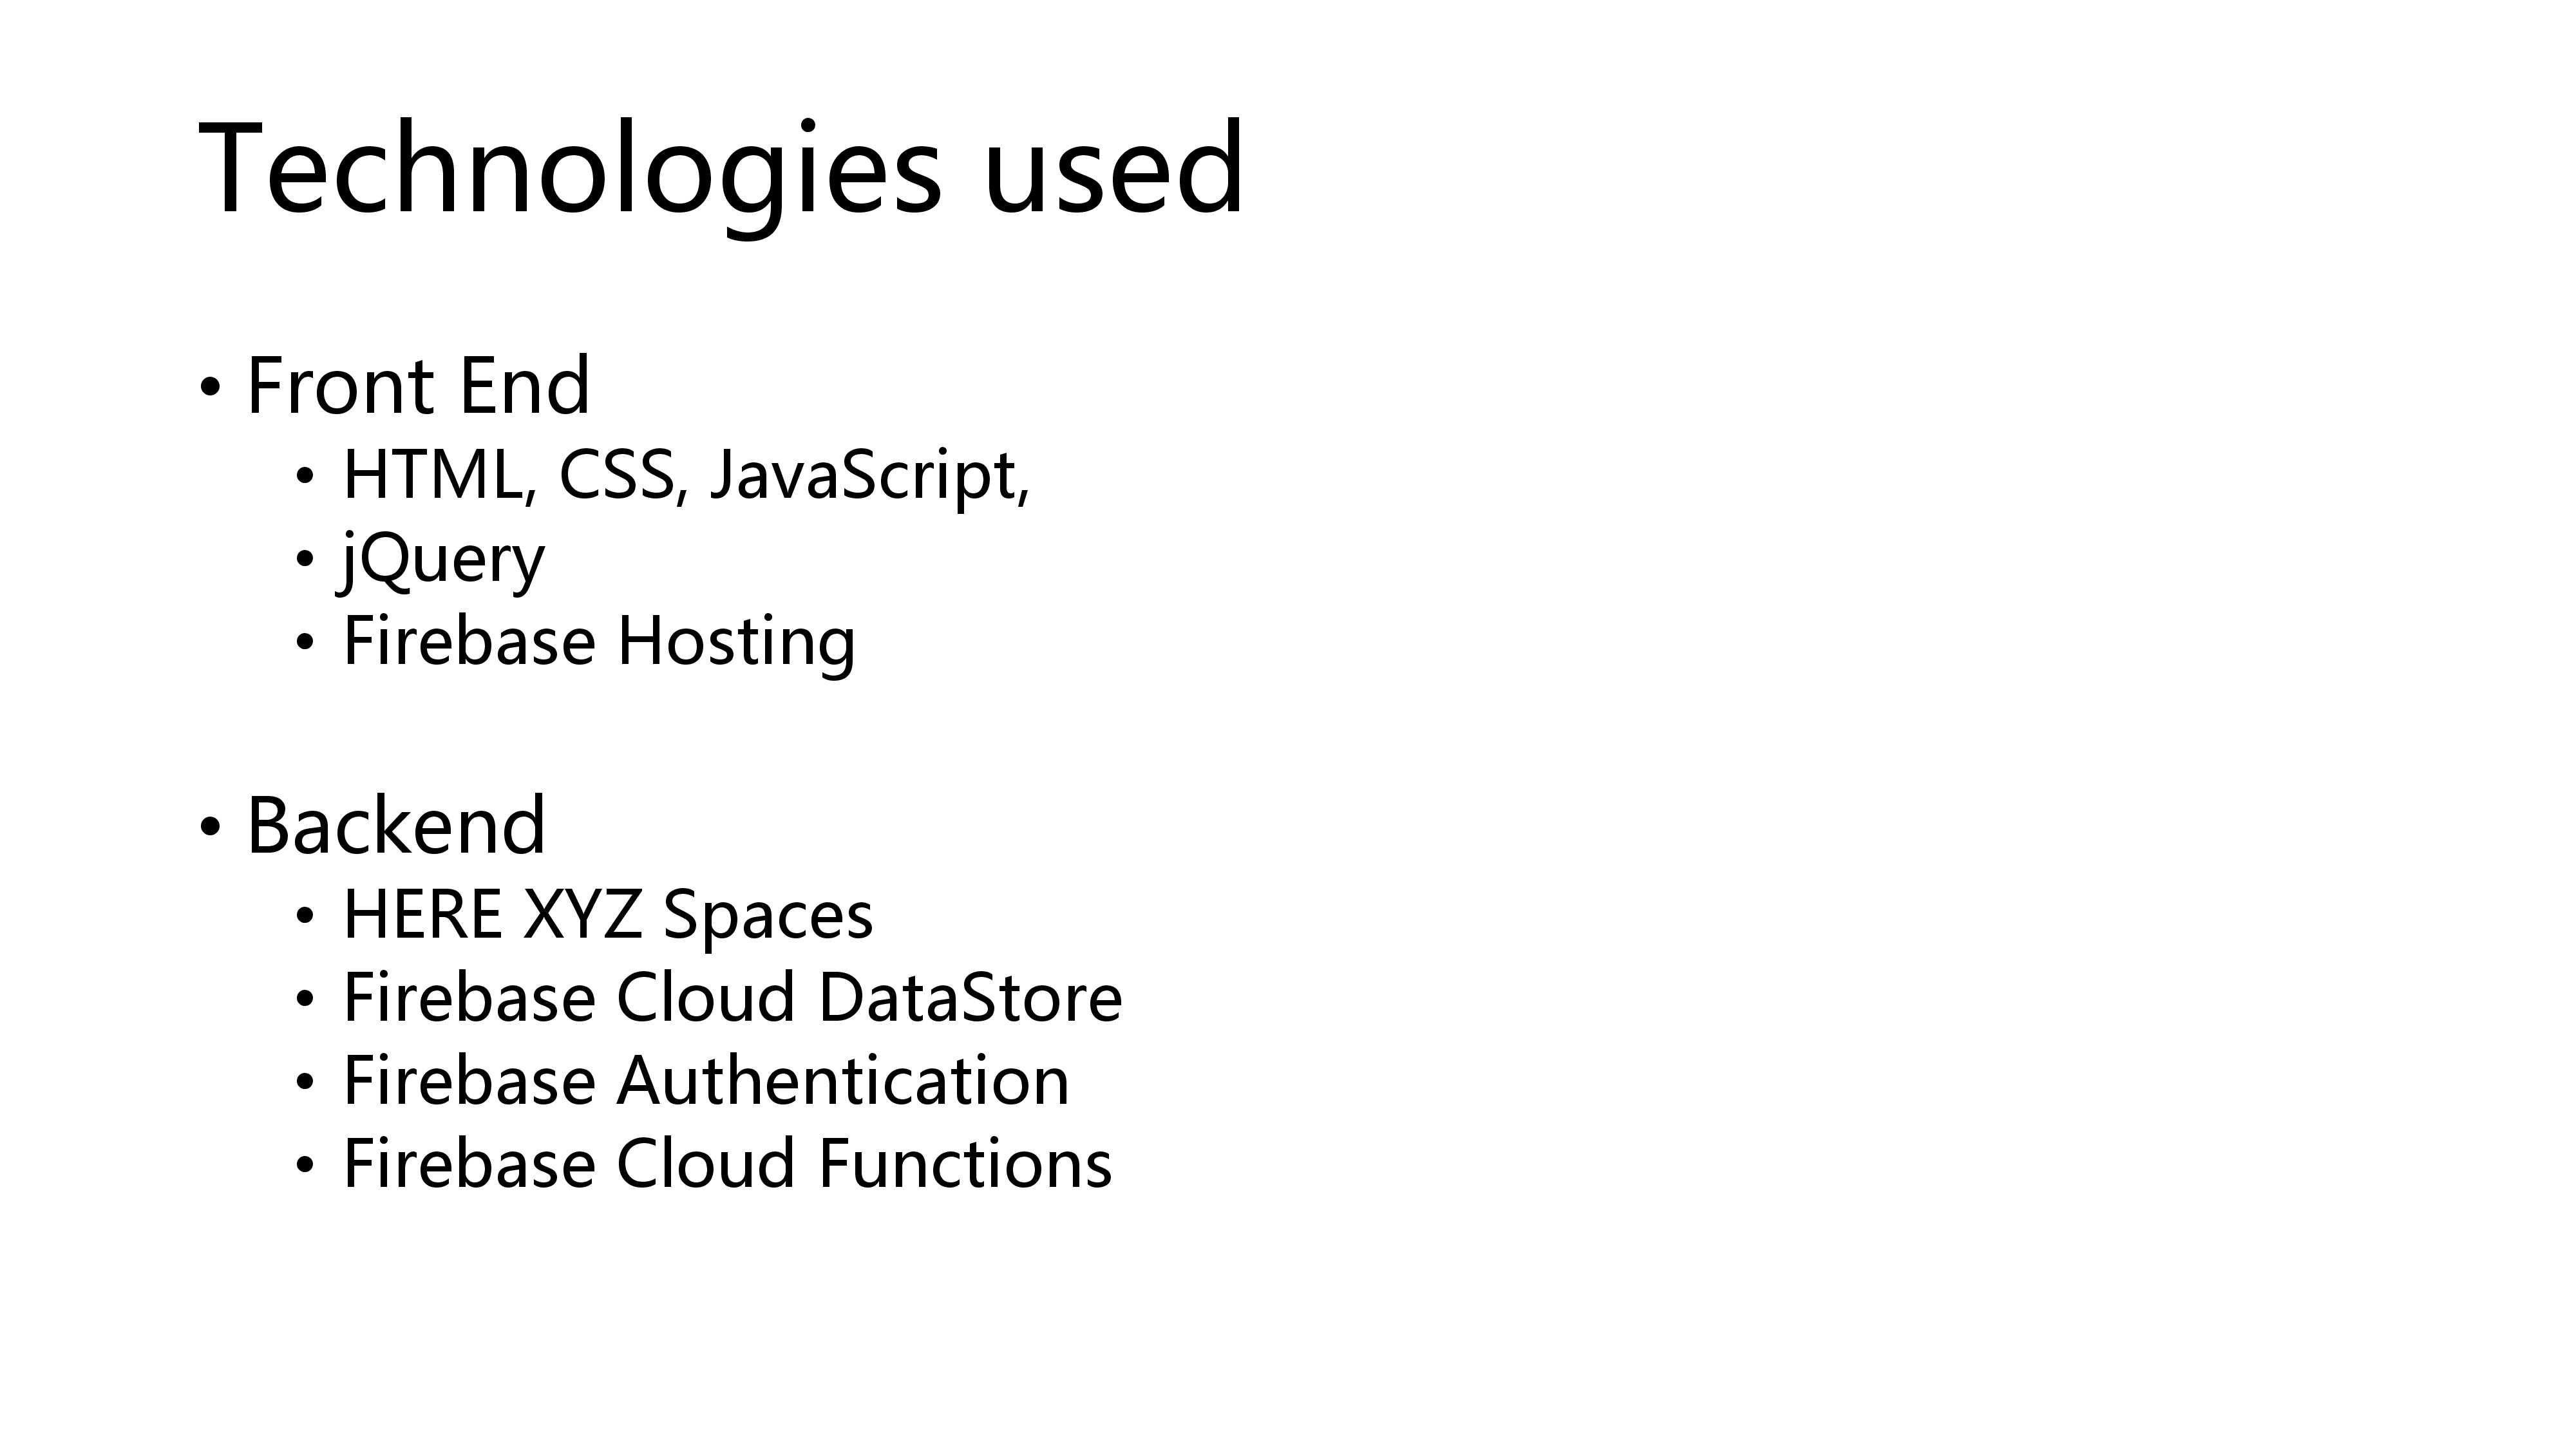 Technologies used
• Front End
• HTML, CSS, JavaScript,
• jQuery
• Firebase Hosting
• Backend
• HERE XYZ Spaces
• Firebase Cloud DataStore
• Firebase Authentication
• Firebase Cloud Functions